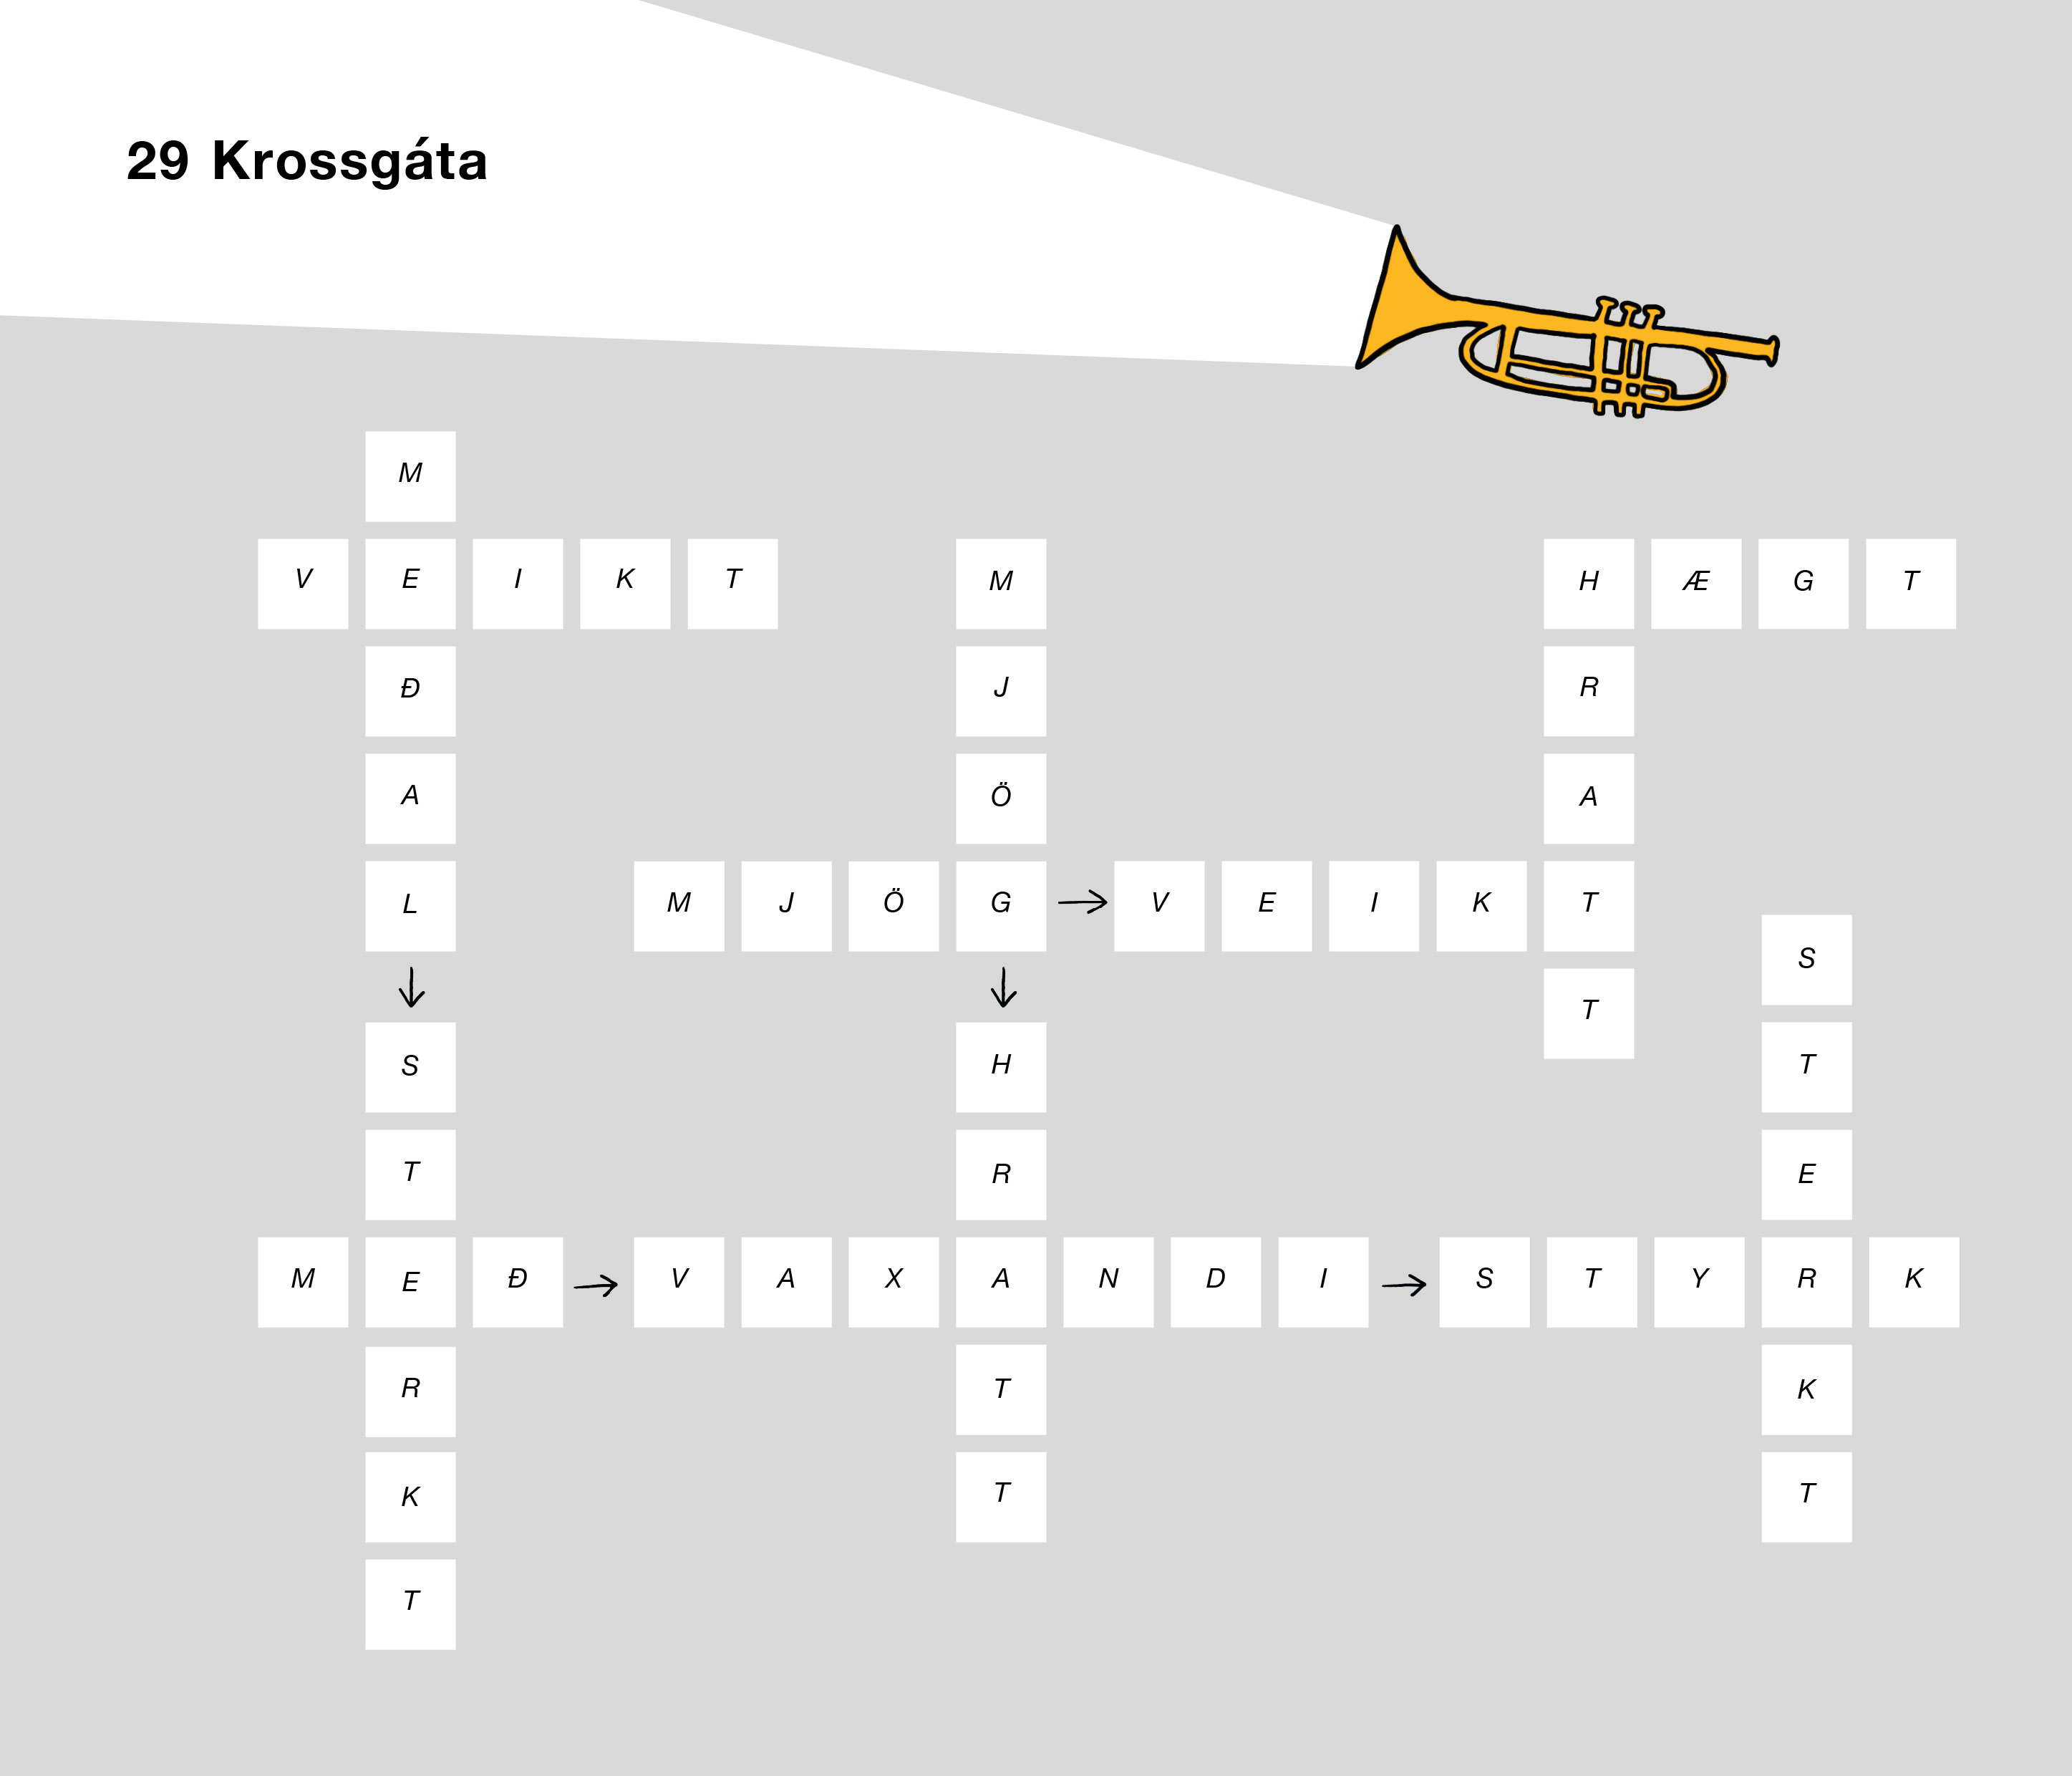 29 Krossgáta
M
V E I K T
M
H Æ G T
Ð
J
R
A
Ö
A
L
M J Ö G → V E I K T
S
↓
↓
T
S
H
T
T
R
E
M E Ð → V A X A N D I → S T Y R K
R
T
K
K
T
T
T